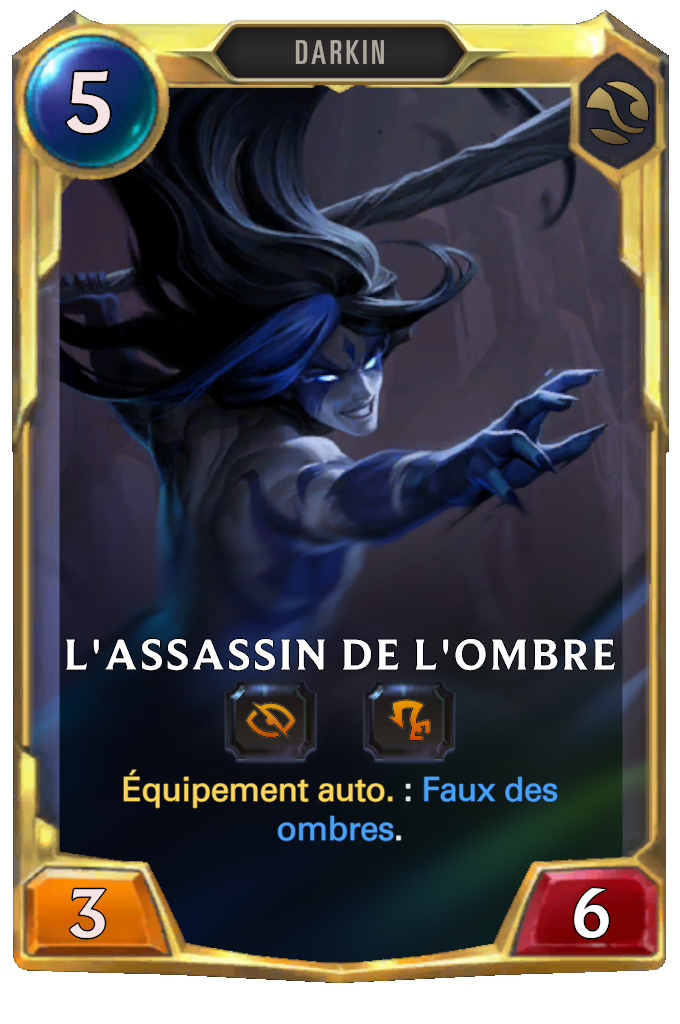 DARKIN
5
L'ASSASSIN DE L'OMBRE
Équipement auto. : Faux des
ombres.
3
6